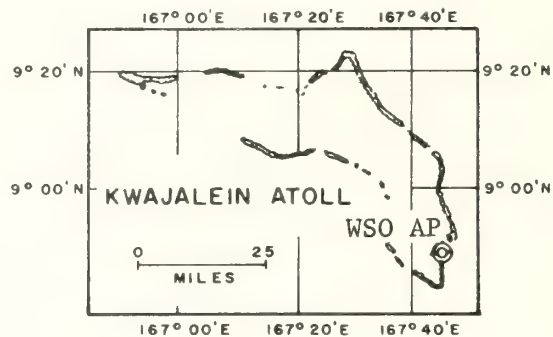 167° 00'E 167° 20'E 167° 40'E
9° 20'N 9° 20'N
9° 00'N 9° 00'N
KWAJALEIN ATOLL
WSO AP
0 25
MILES
167° 00'E 167° 20'E 167° 40'E